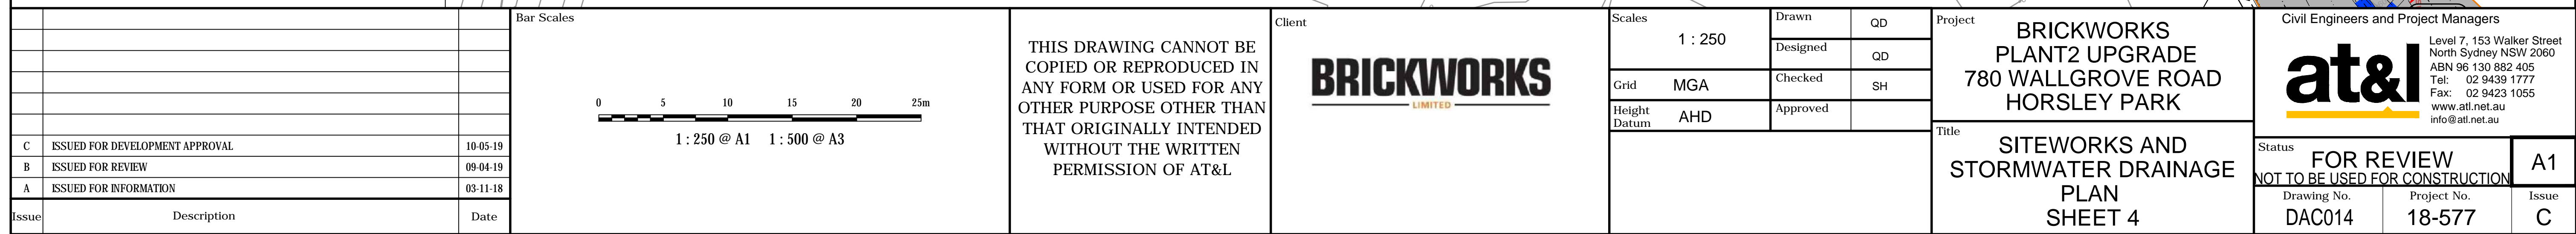 C ISSUED FOR DEVELOPMENT APPROVAL 10-05-19
B ISSUED FOR REVIEW 09-04-19
A ISSUED FOR INFORMATION 03-11-18
Issue Description Date
Bar Scales
0 5 10 15 20 25m
1 : 250 @ A1 1 : 500 @ A3
THIS DRAWING CANNOT BE
COPIED OR REPRODUCED IN
ANY FORM OR USED FOR ANY
OTHER PURPOSE OTHER THAN
THAT ORIGINALLY INTENDED
WITHOUT THE WRITTEN
PERMISSION OF AT&L
Client
BRICKWORKS
LIMITED
Scales
1 : 250
Grid MGA
Height
Datum
AHD
Drawn QD
Designed QD
Checked SH
Approved
Project
BRICKWORKS
PLANT2 UPGRADE
780 WALLGROVE ROAD
HORSLEY PARK
Title
SITEWORKS AND
STORMWATER DRAINAGE
PLAN
SHEET 4
Civil Engineers and Project Managers
at&l
Level 7, 153 Walker Street
North Sydney NSW 2060
ABN 96 130 882 405
Tel: 02 9439 1777
Fax: 02 9423 1055
www.atl.net.au
info@atl.net.au
Status
FOR REVIEW
NOT TO BE USED FOR CONSTRUCTION
A1
Drawing No. Project No. Issue
DAC014 18-577 C